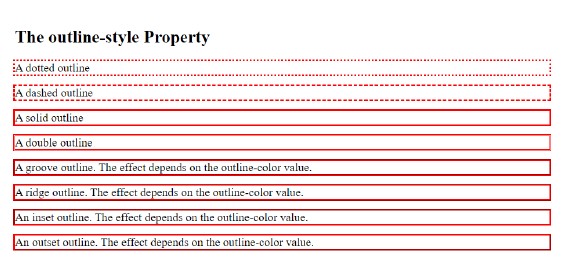 The outline-style Property
A dotted outline
A dashed outline
A solid outline
A double outline
A groove outline. The effect depends on the outline-color value.
A ridge outline. The effect depends on the outline-color value.
An inset outline. The effect depends on the outline-color value.
An outset outline. The effect depends on the outline-color value.